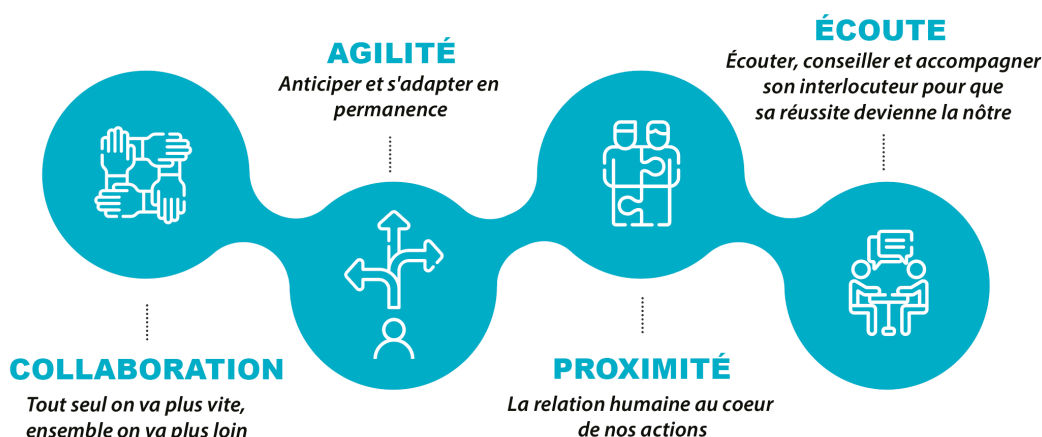 COLLABORATION
Tout seul on va plus vite,
ensemble on va plus loin
AGILITÉ
Anticiper et s'adapter en
permanence
PROXIMITÉ
La relation humaine au coeur
de nos actions
ÉCOUTE
Écouter, conseiller et accompagner
son interlocuteur pour que
sa réussite devienne la nôtre